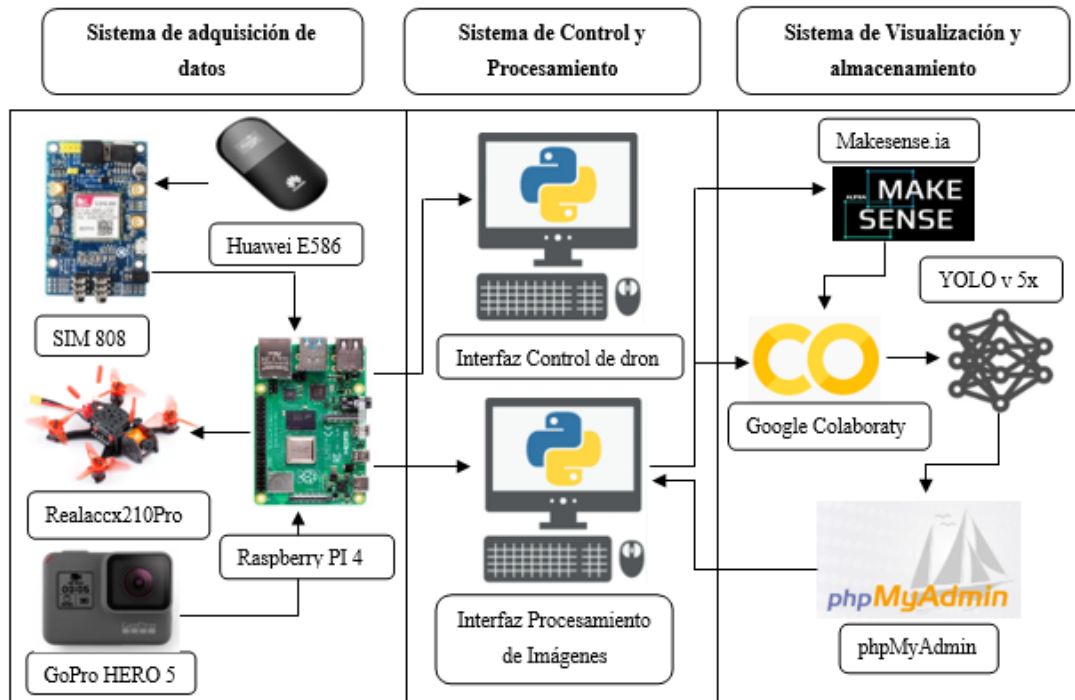 Sistema de adquisición de
datos
Sistema de Control y
Procesamiento
Sistema de Visualización y
almacenamiento
Huawei E586
SIM 808
Realaccx210Pro
Raspberry PI 4
GoPro HERO 5
Interfaz Control de dron
Interfaz Procesamiento
de Imágenes
Makesense.ia
ALPHA
MAKE
SENSE
YOLO v 5x
Google Colaboraty
phpMyAdmin
phpMyAdmin